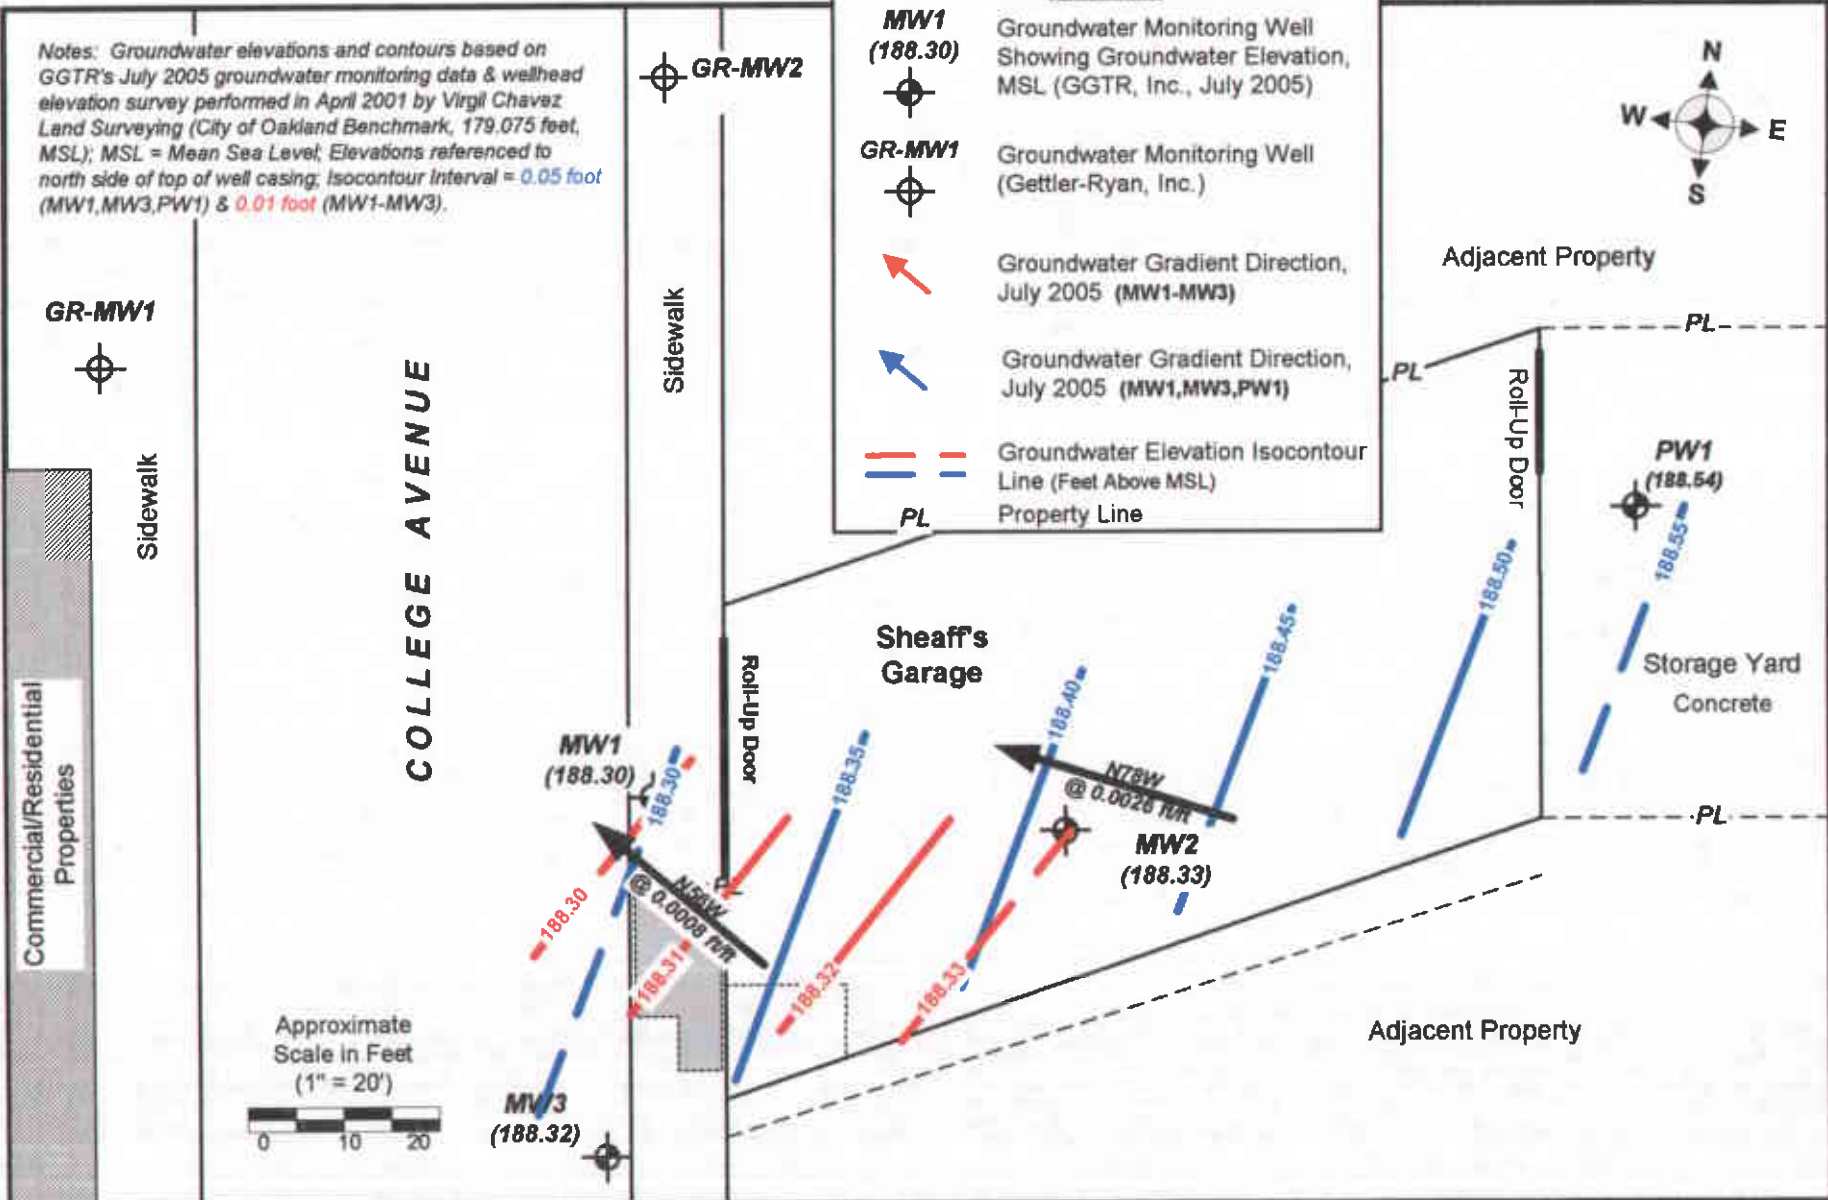 Notes: Groundwater elevations and contours based on
GGTR's July 2005 groundwater monitoring data & wellhead
elevation survey performed in April 2001 by Virgil Chavez
Land Surveying (City of Oakland Benchmark, 179.075 feet,
MSL); MSL = Mean Sea Level; Elevations referenced to
north side of top of well casing; Isocontour Interval = 0.05 foot
(MW1,MW3,PW1) & 0.01 foot (MW1-MW3).
GR-MW2
MW1
(188.30)
Groundwater Monitoring Well
Showing Groundwater Elevation,
MSL (GGTR, Inc., July 2005)
GR-MW1
Groundwater Monitoring Well
(Gettler-Ryan, Inc.)
Groundwater Gradient Direction,
July 2005 (MW1-MW3)
Groundwater Gradient Direction,
July 2005 (MW1,MW3,PW1)
Groundwater Elevation Isocontour
Line (Feet Above MSL)
PL
Property Line
N
W
E
S
Adjacent Property
PL
PL
GR-MW1
Sidewalk
COLLEGE AVENUE
Sidewalk
Roll-Up Door
PW1
(188.54)
188.55
188.50
188.45
188.40
188.35
188.30
Storage Yard
Concrete
Sheaff's
Garage
Roll-Up Door
Commercial/Residential
Properties
MW1
(188.30)
N78W
@ 0.0026 ft/ft
MW2
(188.33)
PL
N56W
@ 0.0008 ft/ft
188.30
188.31
188.32
188.33
Adjacent Property
Approximate
Scale in Feet
(1" = 20')
0 10 20
MW3
(188.32)